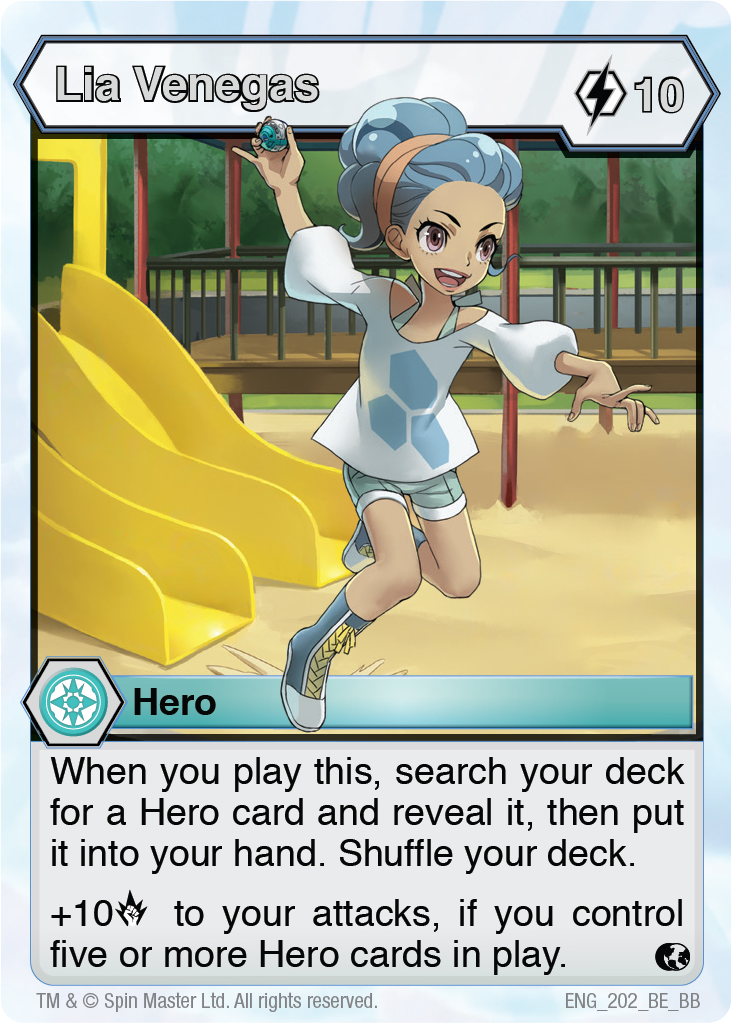 Lia Venegas
10
Hero
When you play this, search your deck
for a Hero card and reveal it, then put
it into your hand. Shuffle your deck.
+10 to your attacks, if you control
five or more Hero cards in play.
TM & © Spin Master Ltd. All rights reserved.
ENG_202_BE_BB